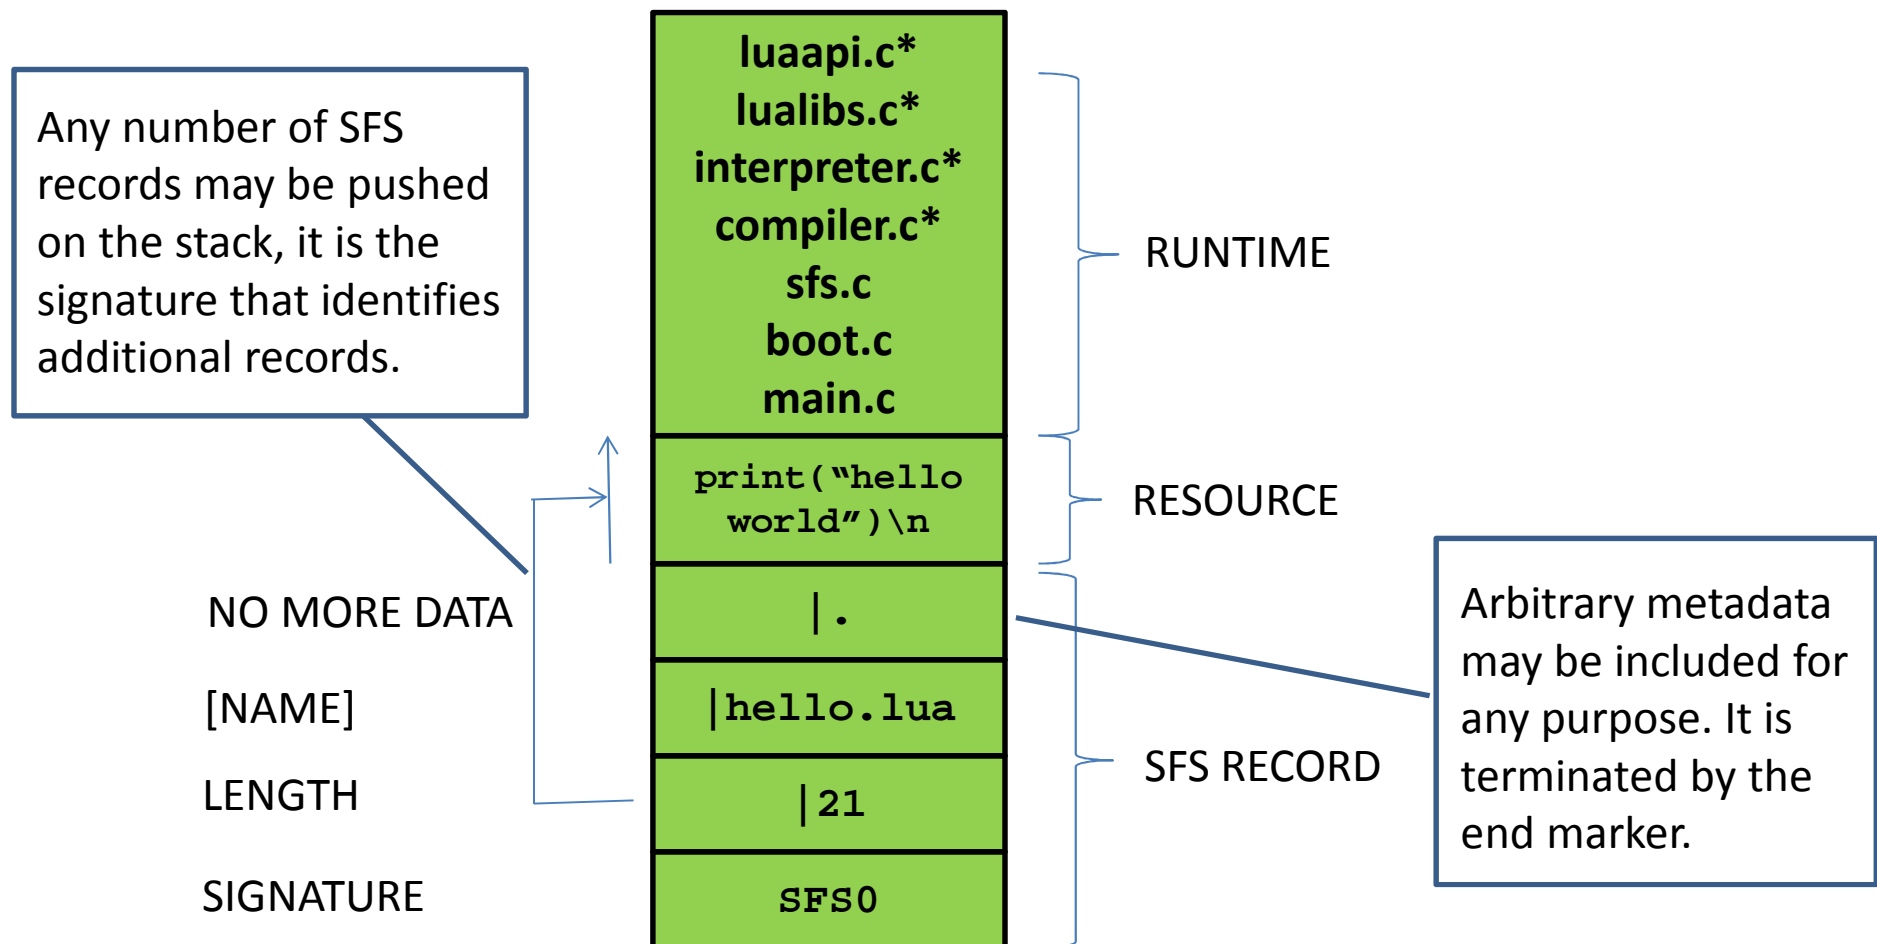 Any number of SFS
records may be pushed
on the stack, it is the
signature that identifies
additional records.
luaapi.c*
lualibs.c*
interpreter.c*
compiler.c*
sfs.c
boot.c
main.c
RUNTIME
print(“hello
world”)\n
RESOURCE
NO MORE DATA
|.
[NAME]
|hello.lua
LENGTH
|21
SIGNATURE
SFS0
SFS RECORD
Arbitrary metadata
may be included for
any purpose. It is
terminated by the
end marker.